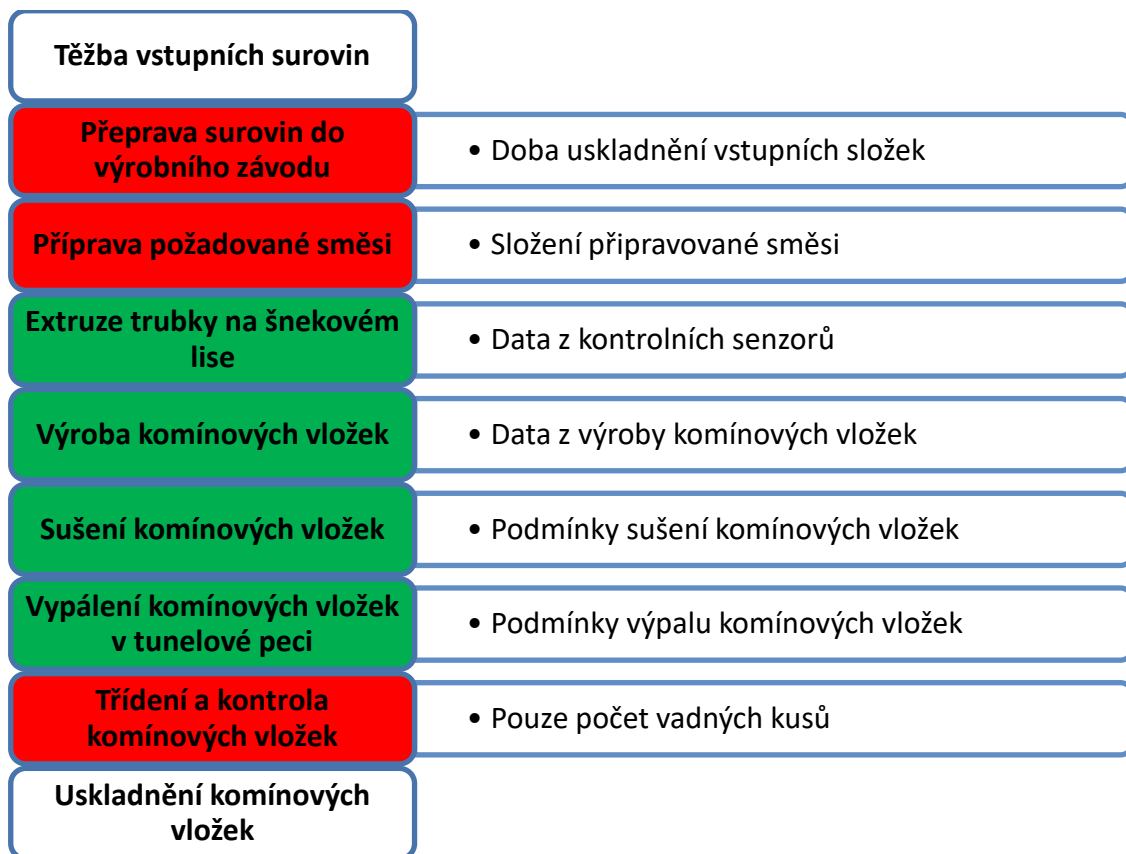 Těžba vstupních surovin
Přeprava surovin do
výrobního závodu
• Doba uskladnění vstupních složek
Příprava požadované směsi
• Složení připravované směsi
Extruze trubky na šnekovém
lise
• Data z kontrolních senzorů
Výroba komínových vložek
• Data z výroby komínových vložek
Sušení komínových vložek
• Podmínky sušení komínových vložek
Vypálení komínových vložek
v tunelové peci
• Podmínky výpalu komínových vložek
Třídení a kontrola
komínových vložek
• Pouze počet vadných kusů
Uskladnění komínových
vložek